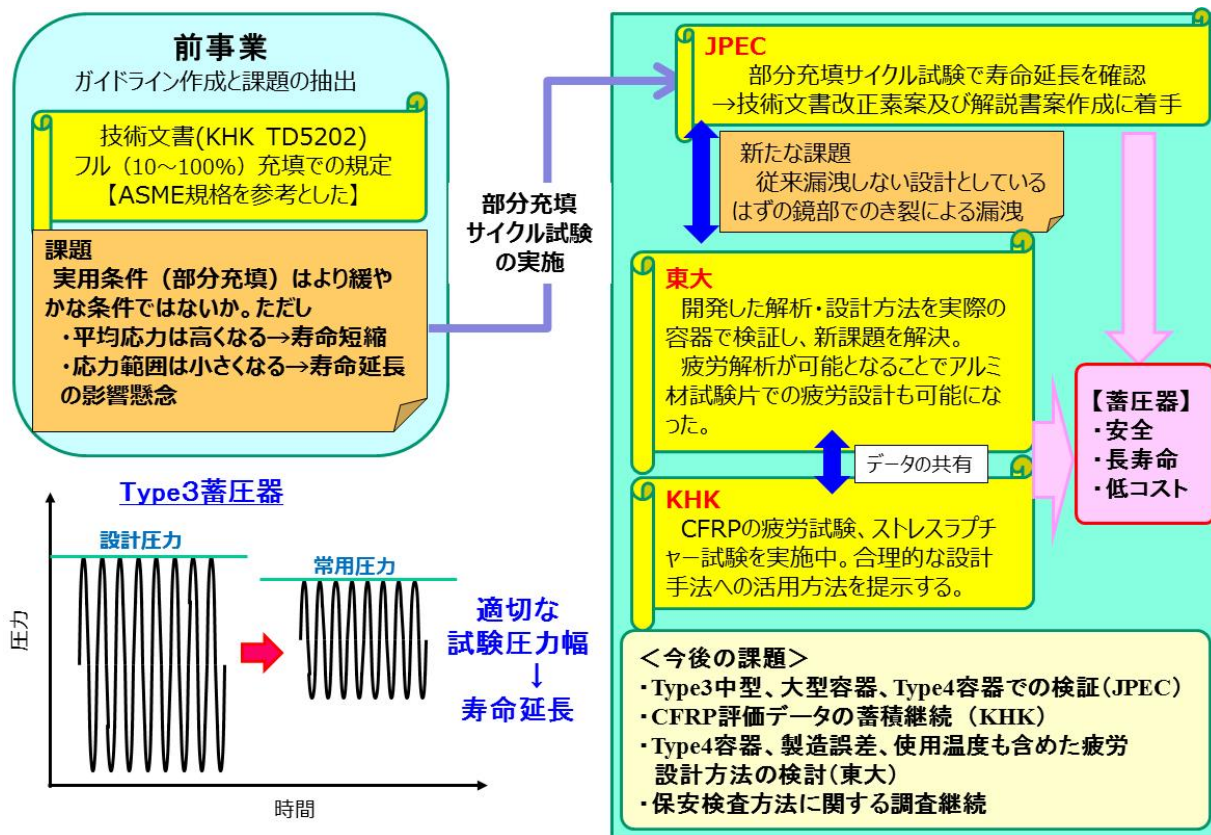 前事業
ガイドライン作成と課題の抽出
技術文書(KHK TD5202)
フル（10～100%）充填での規定
【ASME規格を参考とした】
課題
実用条件（部分充填）はより緩や
かな条件ではないか。ただし
・平均応力は高くなる→寿命短縮
・応力範囲は小さくなる→寿命延長
の影響懸念
部分充填
サイクル試験
の実施
Type3蓄圧器
設計圧力
常用圧力
圧力
時間
適切な
試験圧力幅
↓
寿命延長
JPEC
部分充填サイクル試験で寿命延長を確認
→技術文書改正素案及び解説書案作成に着手
新たな課題
従来漏洩しない設計としている
はずの鏡部でのき裂による漏洩
東大
開発した解析・設計方法を実際の
容器で検証し、新課題を解決。
疲労解析が可能となることでアルミ
材試験片での疲労設計も可能にな
った。
データの共有
KHK
CFRPの疲労試験、ストレスラプチ
ャー試験を実施中。合理的な設計
手法への活用方法を提示する。
【蓄圧器】
・安全
・長寿命
・低コスト
＜今後の課題＞
・Type3中型、大型容器、Type4容器での検証（JPEC）
・CFRP評価データの蓄積継続 （KHK）
・Type4容器、製造誤差、使用温度も含めた疲労
設計方法の検討（東大）
・保安検査方法に関する調査継続